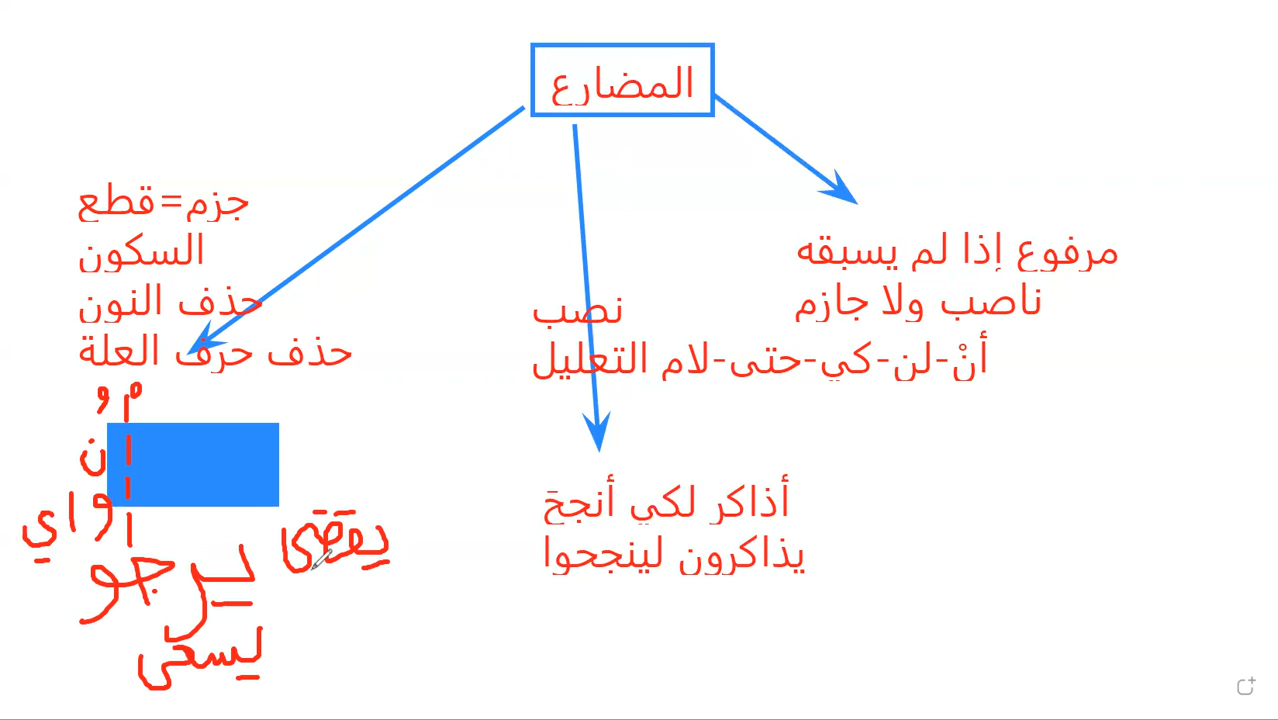 المضارع
مرفوع إذا لم يسبقه
ناصب ولا جازم
نصب
أنْ-لن-كي-حتى-لام التعليل
أذاكر لكي أنجحَ
يذاكرون لينجحوا
جزم=قطع
السكون
حذف النون
حذف حرف العلة
ن
و ا ي
يرجو
يسعى